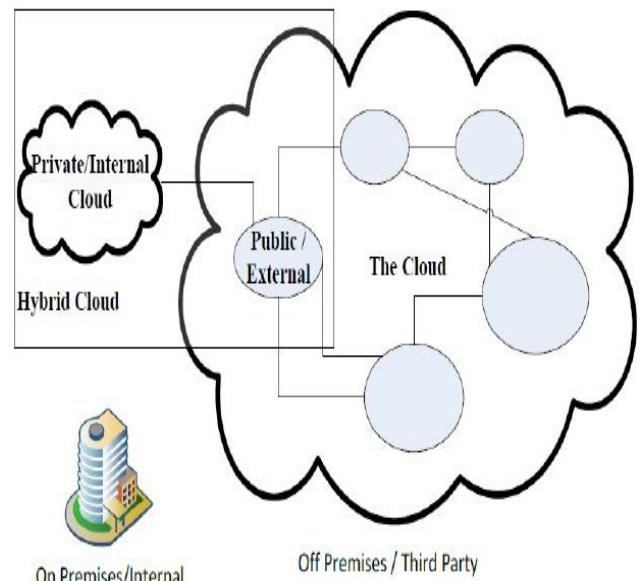 Private/Internal
Cloud
Public /
External
The Cloud
Hybrid Cloud
On Premises/Internal
Off Premises / Third Party